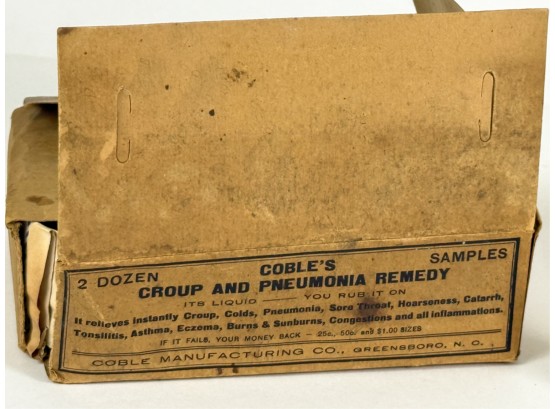 COBLE'S
2 DOZEN CROUP AND PNEUMONIA REMEDY SAMPLES
ITS LIQUID — YOU RUB IT ON
It relieves instantly Croup, Colds, Pneumonia, Sore Throat, Hoarseness, Catarrh,
Tonsilitis, Asthma, Eczema, Burns & Sunburns, Congestions and all inflammations.
IF IT FAILS, YOUR MONEY BACK - 25c, 50c, and $1.00 SIZES
COBLE MANUFACTURING CO., GREENSBORO, N. C.